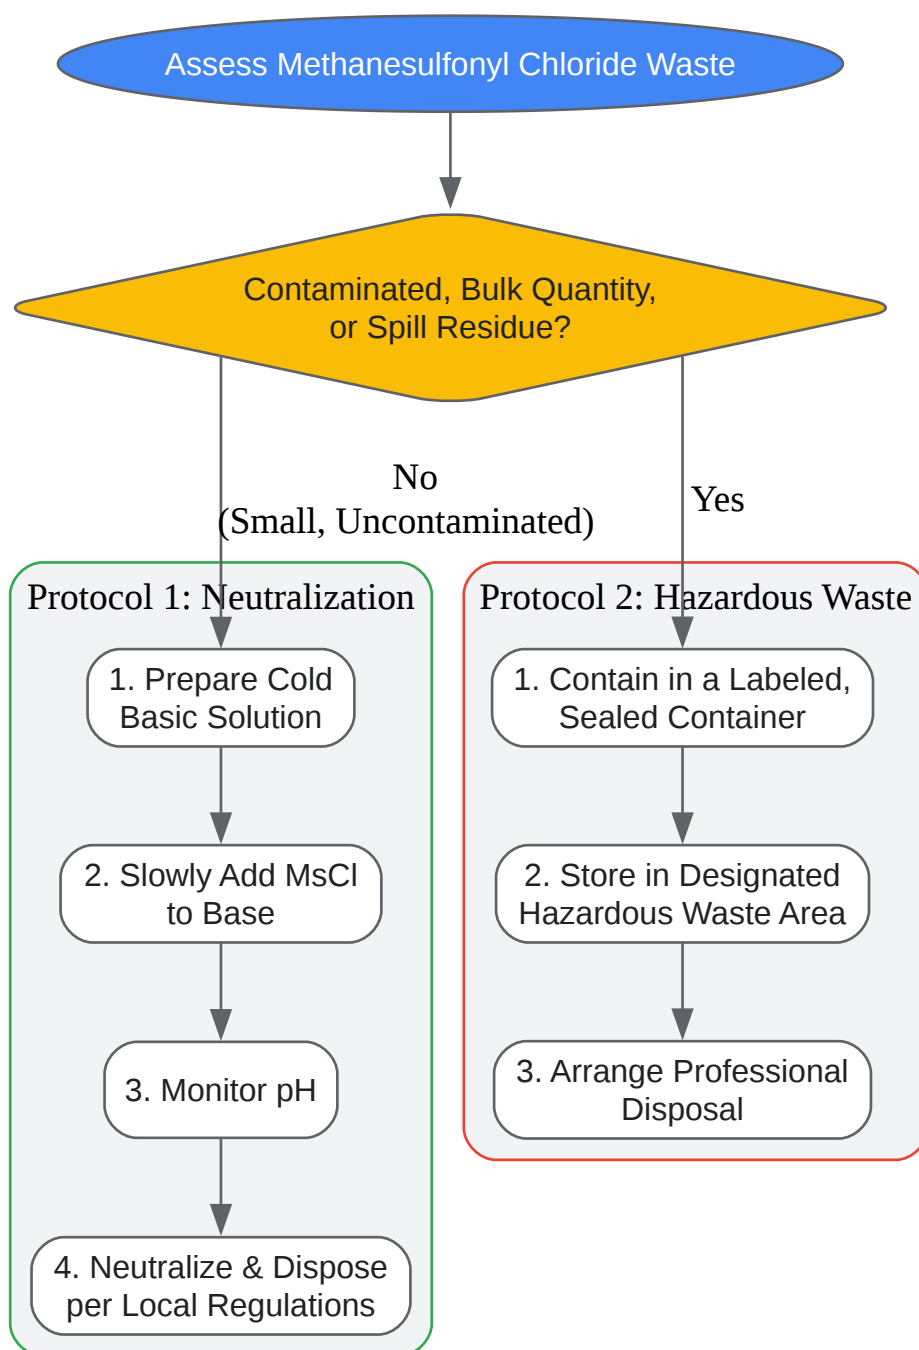 Assess Methanesulfonyl Chloride Waste
Contaminated, Bulk Quantity,
or Spill Residue?
No
(Small, Uncontaminated)
Yes
Protocol 1: Neutralization
1. Prepare Cold
Basic Solution
2. Slowly Add MsCl
to Base
3. Monitor pH
4. Neutralize & Dispose
per Local Regulations
Protocol 2: Hazardous Waste
1. Contain in a Labeled,
Sealed Container
2. Store in Designated
Hazardous Waste Area
3. Arrange Professional
Disposal